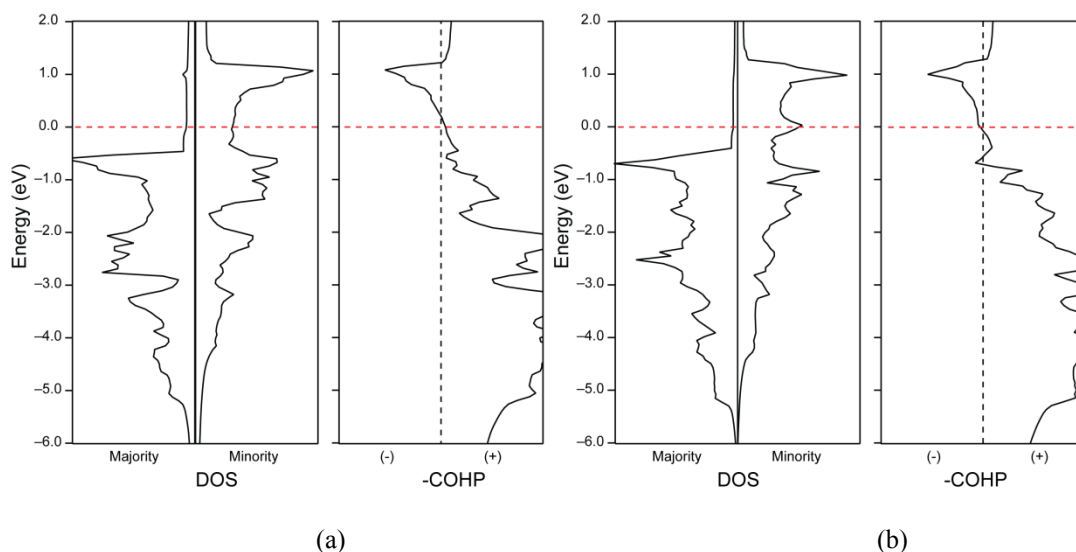 2.0
1.0
0.0
–1.0
–2.0
–3.0
–4.0
–5.0
–6.0
Energy (eV)
Majority
Minority
DOS
(-)
(+)
-COHP
(a)
2.0
1.0
0.0
–1.0
–2.0
–3.0
–4.0
–5.0
–6.0
Energy (eV)
Majority
Minority
DOS
(-)
(+)
-COHP
(b)